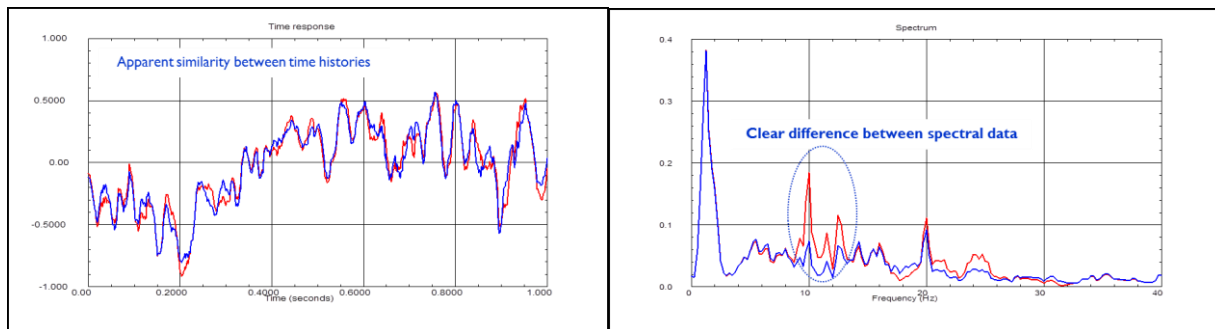 Time response
1.000
Apparent similarity between time histories
0.5000
0.00
-0.5000
-1.000
0.00 0.2000 0.4000 0.6000 0.8000 1.000
Time (seconds)
Spectrum
0.4
0.3
Clear difference between spectral data
0.2
0.1
0.0
0 10 20 30 40
Frequency (Hz)